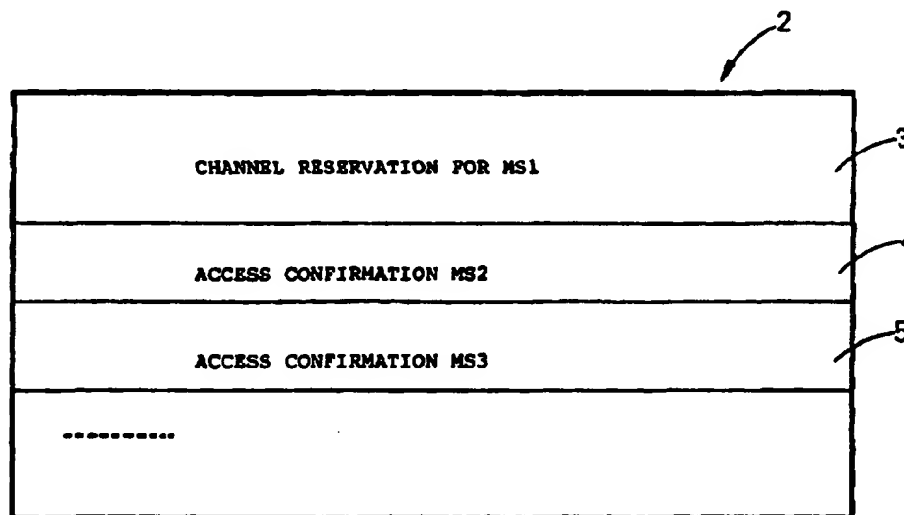 2
CHANNEL RESERVATION FOR MS1
3
ACCESS CONFIRMATION MS2
ACCESS CONFIRMATION MS3
5
----------